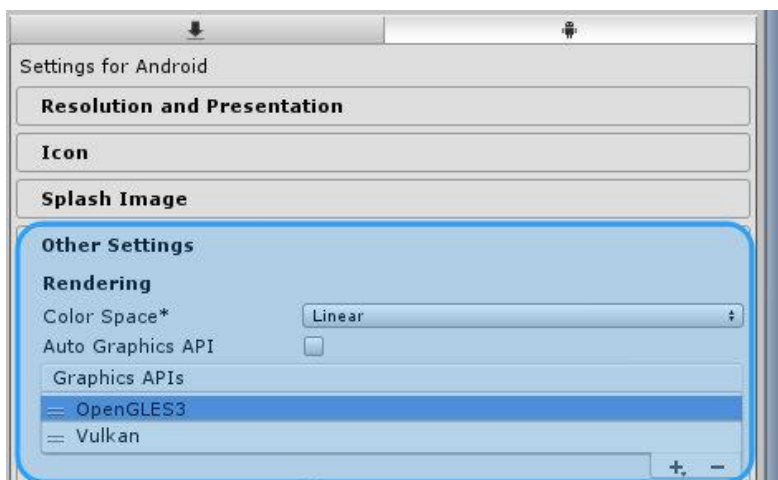 Settings for Android
Resolution and Presentation
Icon
Splash Image
Other Settings
Rendering
Color Space* Linear
Auto Graphics API
Graphics APIs
= OpenGLES3
= Vulkan
+ −